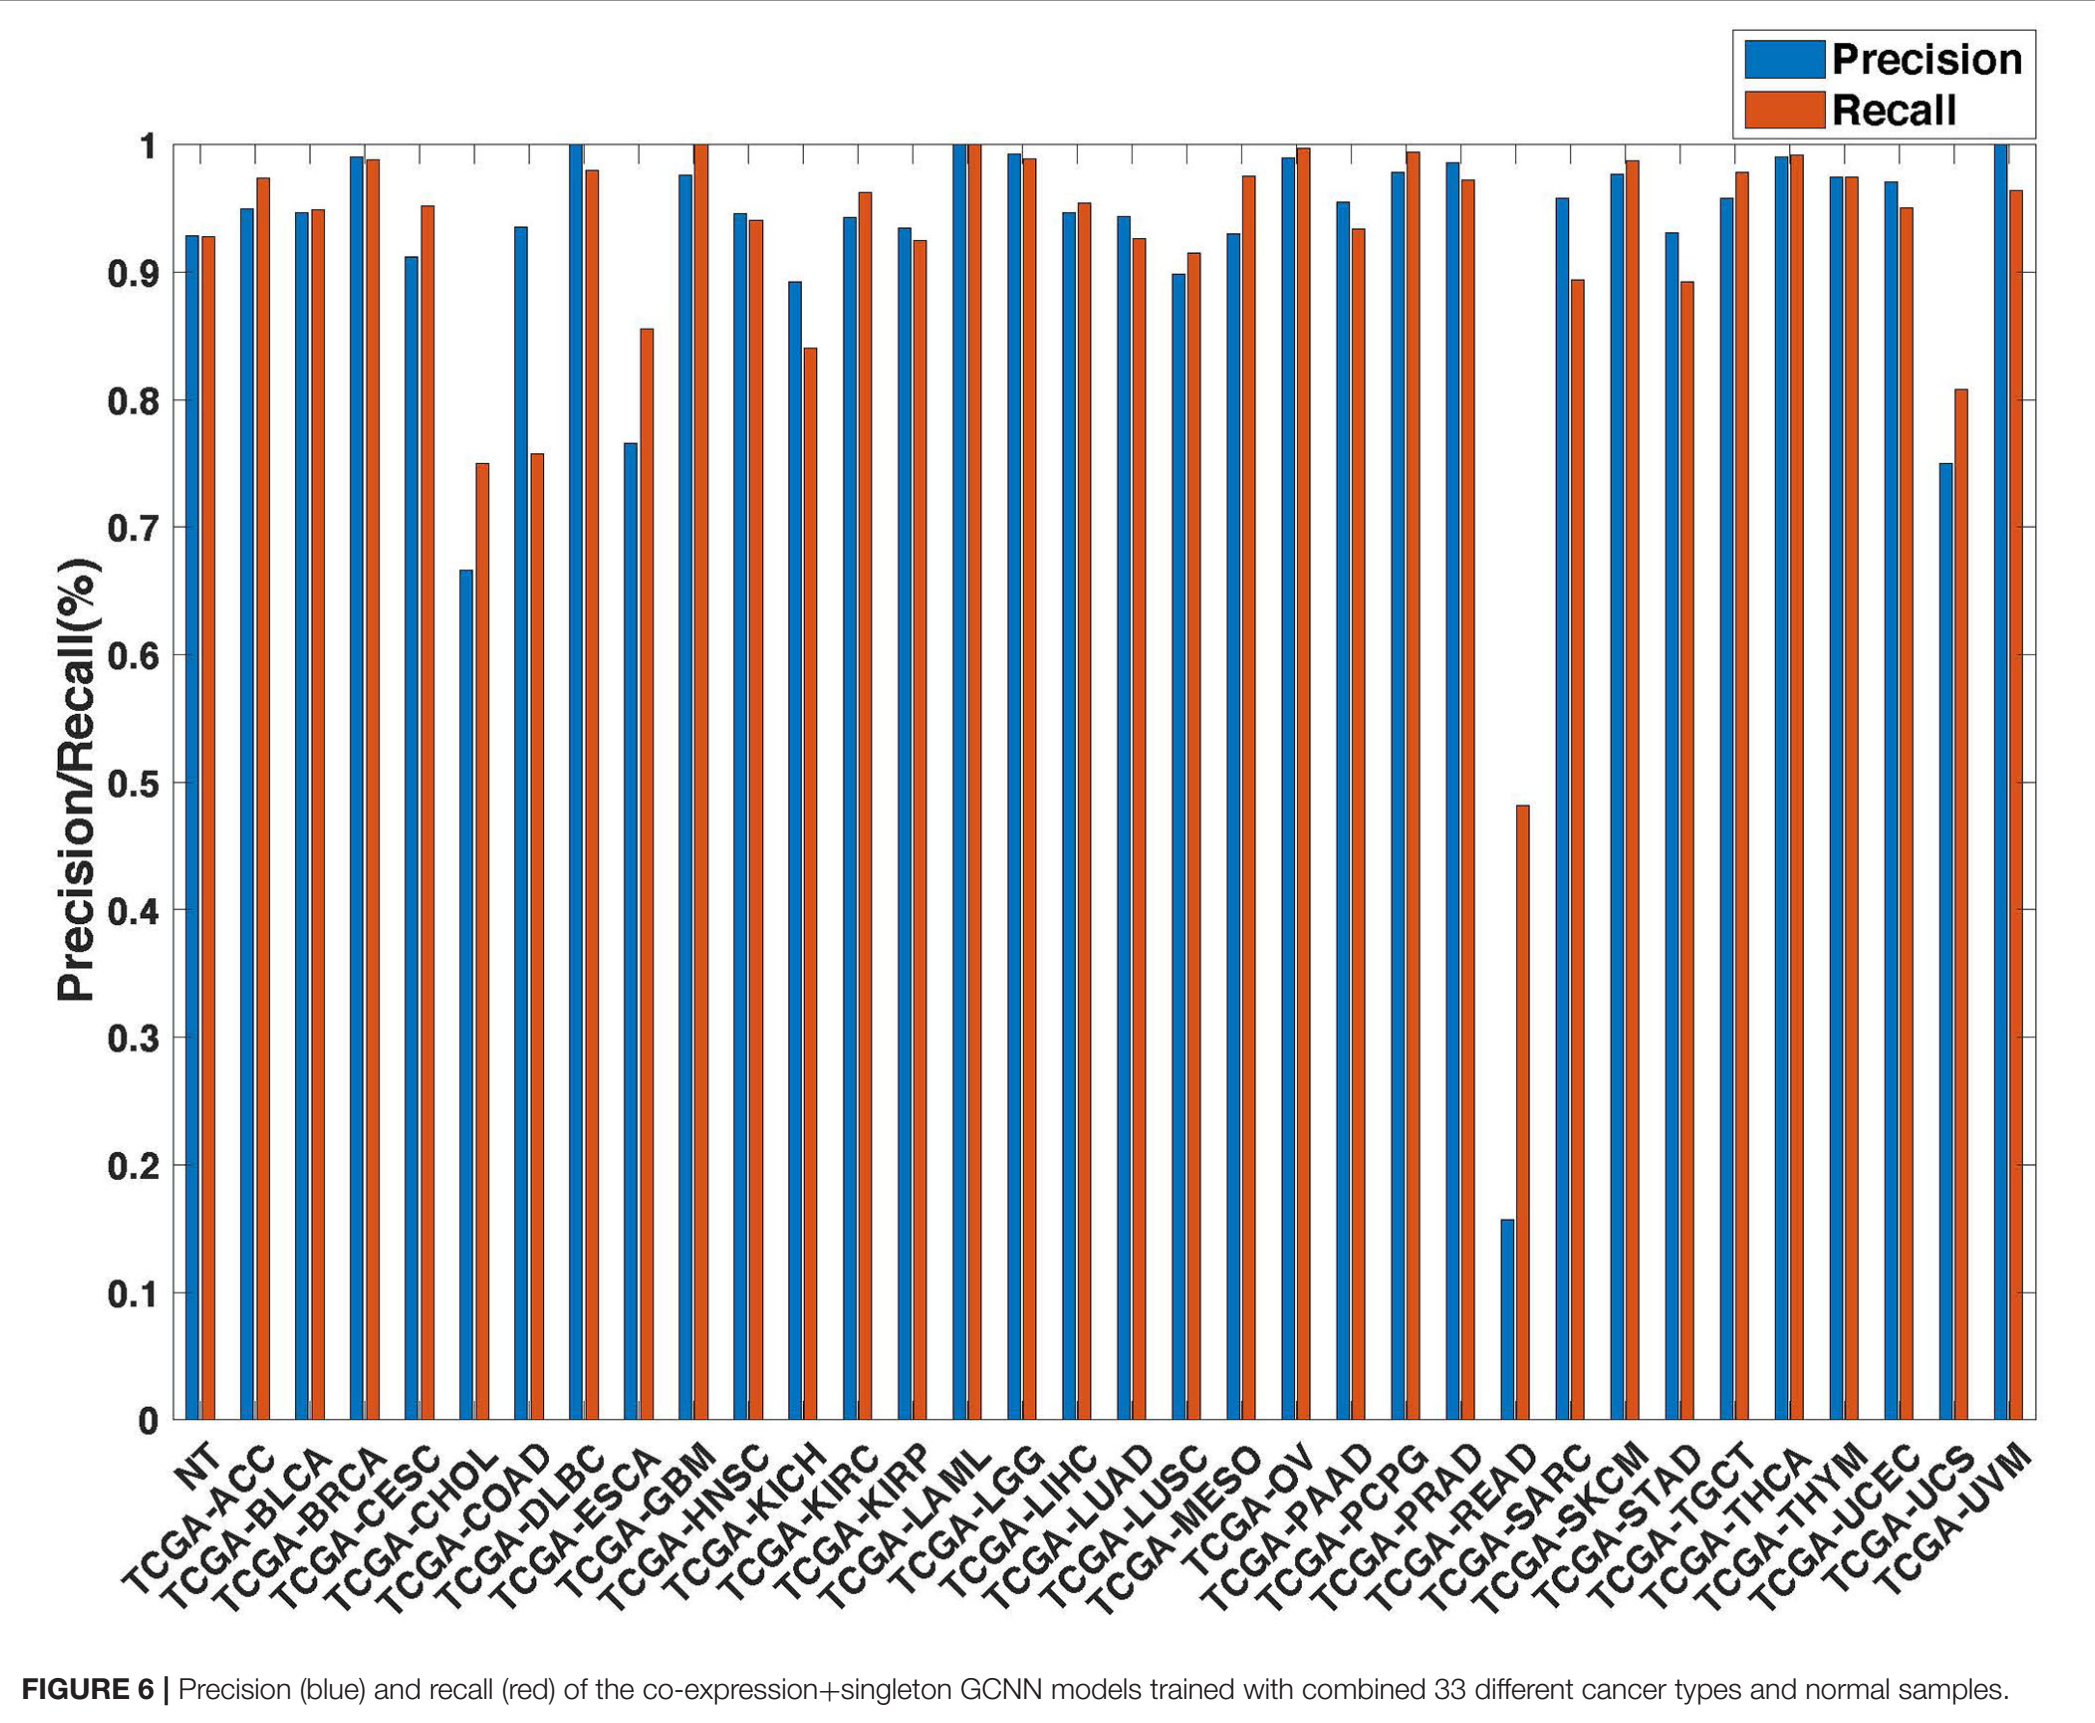 Precision
Recall
1
0.9
0.8
0.7
0.6
0.5
0.4
0.3
0.2
0.1
0
Precision/Recall(%)
NT
TCGA-ACC
TCGA-BLCA
TCGA-BRCA
TCGA-CESC
TCGA-CHOL
TCGA-COAD
TCGA-DLBC
TCGA-ESCA
TCGA-GBM
TCGA-HNSC
TCGA-KICH
TCGA-KIRC
TCGA-KIRP
TCGA-LAML
TCGA-LGG
TCGA-LIHC
TCGA-LUAD
TCGA-LUSC
TCGA-MESO
TCGA-OV
TCGA-PAAD
TCGA-PCPG
TCGA-PRAD
TCGA-READ
TCGA-SARC
TCGA-SKCM
TCGA-STAD
TCGA-TGCT
TCGA-THCA
TCGA-THYM
TCGA-UCEC
TCGA-UCS
TCGA-UVM
FIGURE 6 | Precision (blue) and recall (red) of the co-expression+singleton GCNN models trained with combined 33 different cancer types and normal samples.